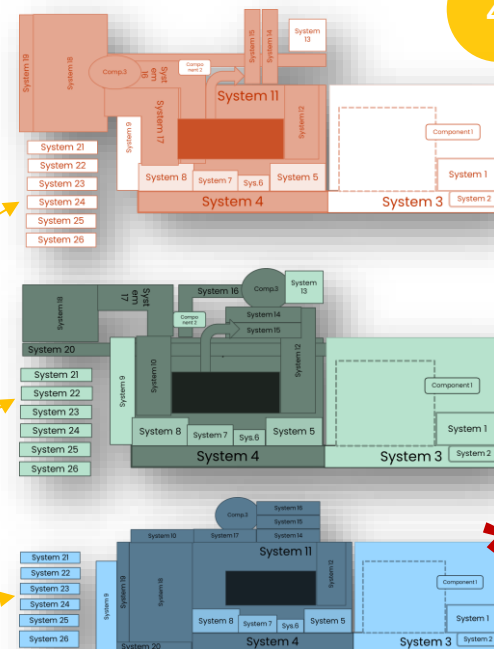 System 19
System 18
Comp.3
Syst
em
16
Compo
nent 2
System 15
System 14
System
13
System 11
System 17
System 9
System 12
Component 1
System 21
System 22
System 23
System 24
System 25
System 26
System 8
System 7
Sys.6
System 5
System 1
System 4
System 3
System 2
System 18
Syst
em
17
System 16
Comp.3
System
13
Compo
nent 2
System 14
System 15
System 20
System 9
System 10
System 12
Component 1
System 21
System 22
System 23
System 24
System 25
System 26
System 8
System 7
Sys.6
System 5
System 1
System 4
System 3
System 2
Comp.3
System 16
System 15
System 10
System 17
System 14
System 11
System 21
System 22
System 23
System 24
System 25
System 26
System 9
System 19
System 18
System 12
Component 1
System 8
System 7
Sys.6
System 5
System 1
System 20
System 4
System 3
System 2